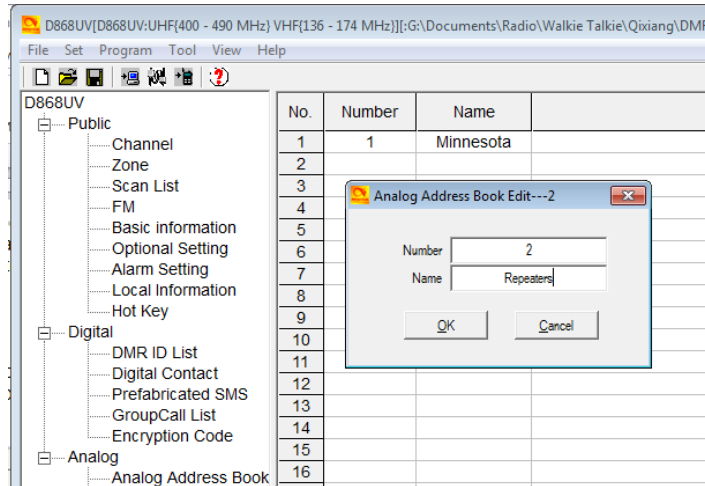 D868UV[D868UV:UHF{400 - 490 MHz} VHF{136 - 174 MHz}][:G:\Documents\Radio\Walkie Talkie\Qixiang\DMR
File Set Program Tool View Help
D868UV
Public
Channel
Zone
Scan List
FM
Basic information
Optional Setting
Alarm Setting
Local Information
Hot Key
Digital
DMR ID List
Digital Contact
Prefabricated SMS
GroupCall List
Encryption Code
Analog
Analog Address Book
No. Number Name
1 1 Minnesota
2
3
4
5
6
7
8
9
10
11
12
13
14
15
16
Analog Address Book Edit---2
Number 2
Name Repeaters
OK Cancel